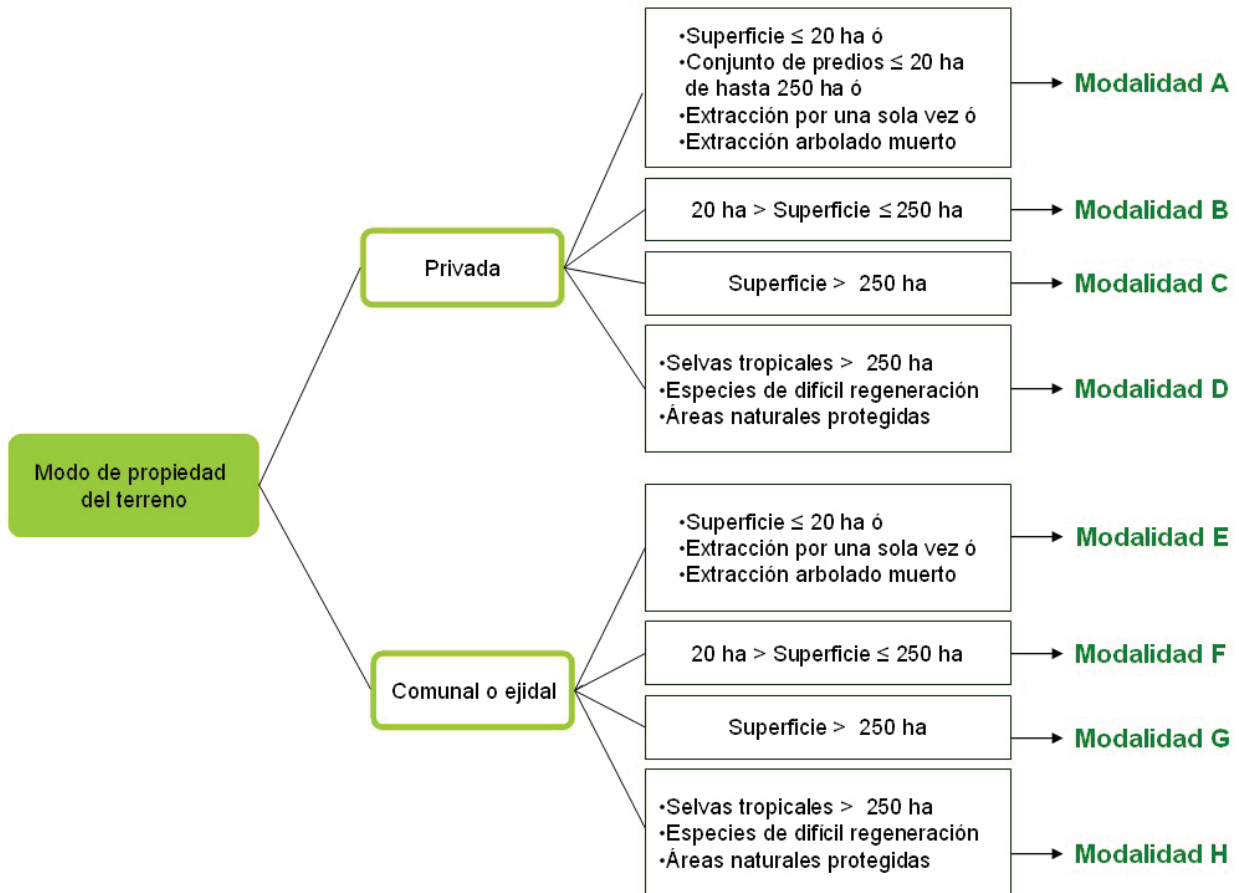 •Superficie ≤ 20 ha ó
•Conjunto de predios ≤ 20 ha
de hasta 250 ha ó
•Extracción por una sola vez ó
•Extracción arbolado muerto
Modalidad A
20 ha > Superficie ≤ 250 ha
Modalidad B
Privada
Superficie > 250 ha
Modalidad C
•Selvas tropicales > 250 ha
•Especies de difícil regeneración
•Áreas naturales protegidas
Modalidad D
Modo de propiedad
del terreno
•Superficie ≤ 20 ha ó
•Extracción por una sola vez ó
•Extracción arbolado muerto
Modalidad E
20 ha > Superficie ≤ 250 ha
Modalidad F
Comunal o ejidal
Superficie > 250 ha
Modalidad G
•Selvas tropicales > 250 ha
•Especies de difícil regeneración
•Áreas naturales protegidas
Modalidad H